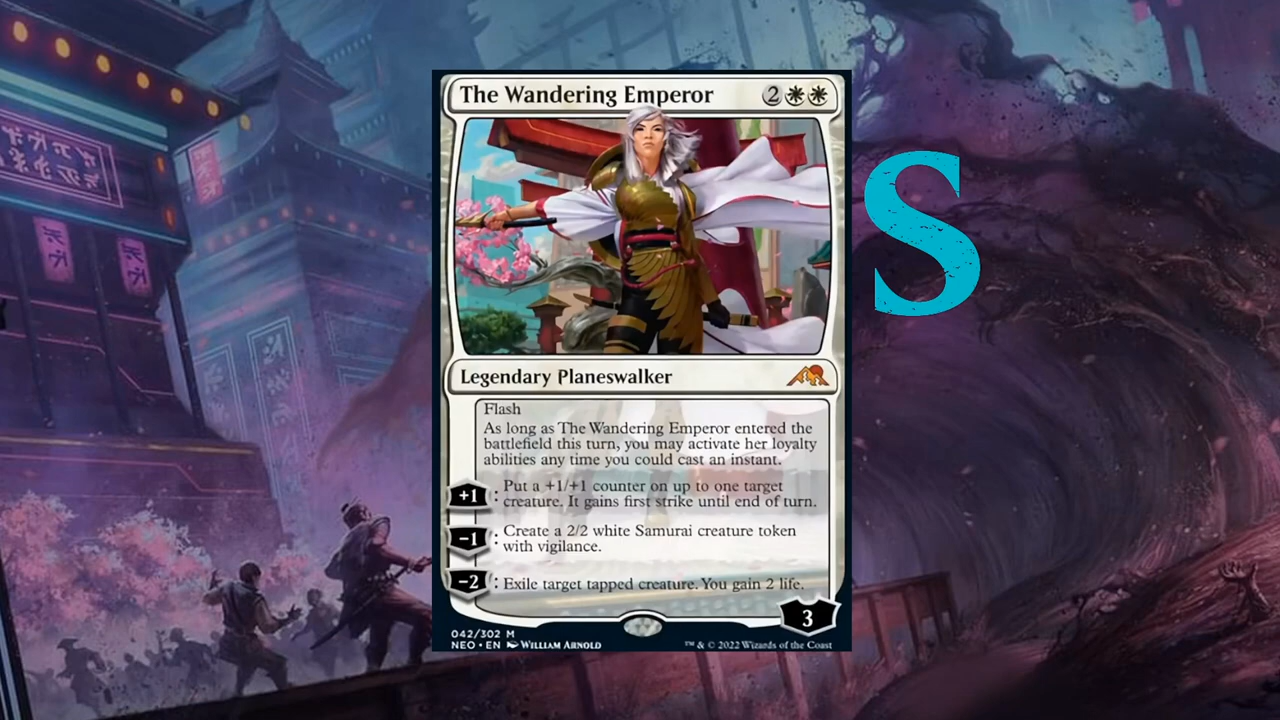 The Wandering Emperor 2
S
Legendary Planeswalker
Flash
As long as The Wandering Emperor entered the
battlefield this turn, you may activate her loyalty
abilities any time you could cast an instant.
+1 : Put a +1/+1 counter on up to one target
creature. It gains first strike until end of turn.
−1 : Create a 2/2 white Samurai creature token
with vigilance.
−2 : Exile target tapped creature. You gain 2 life.
3
042/302 M
NEO • EN WILLIAM ARNOLD
™ & © 2022 Wizards of the Coast